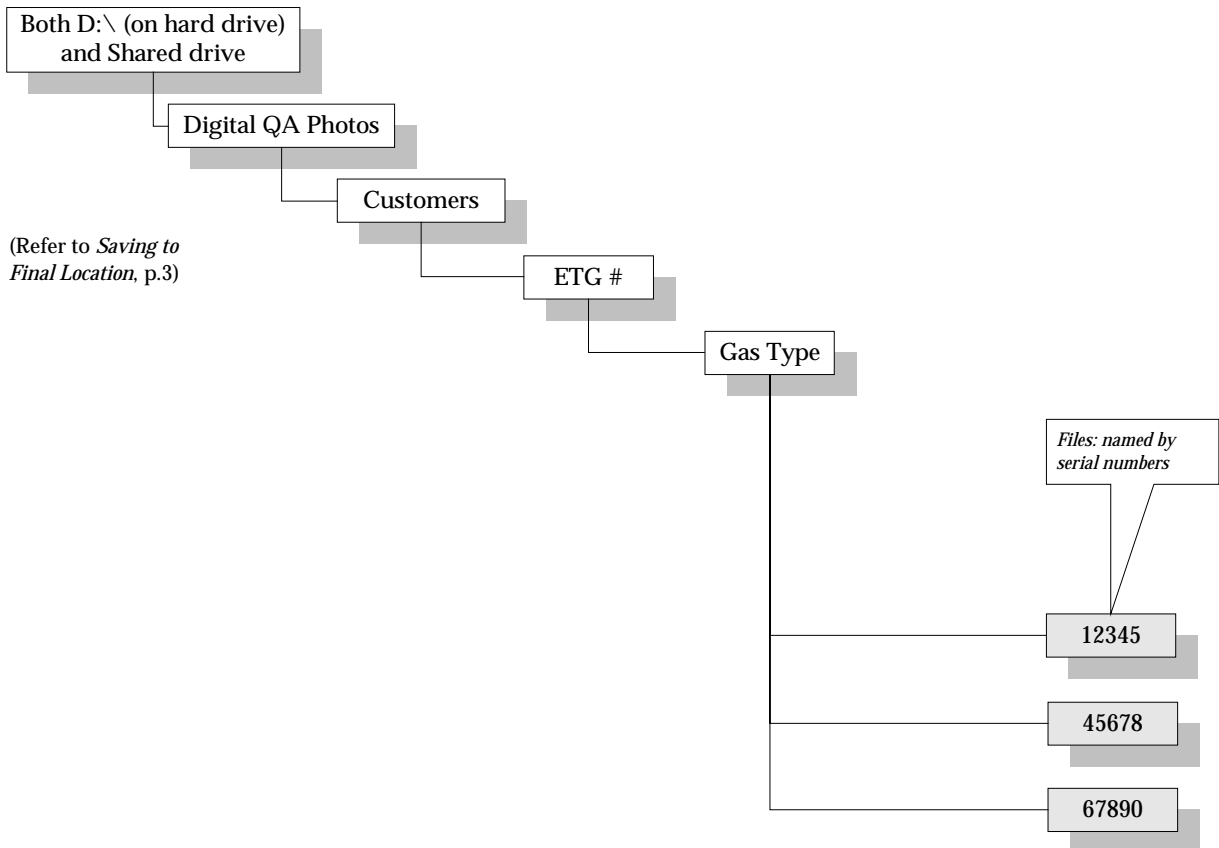 Both D:\ (on hard drive)
and Shared drive
Digital QA Photos
Customers
(Refer to Saving to
Final Location, p.3)
ETG #
Gas Type
Files: named by
serial numbers
12345
45678
67890